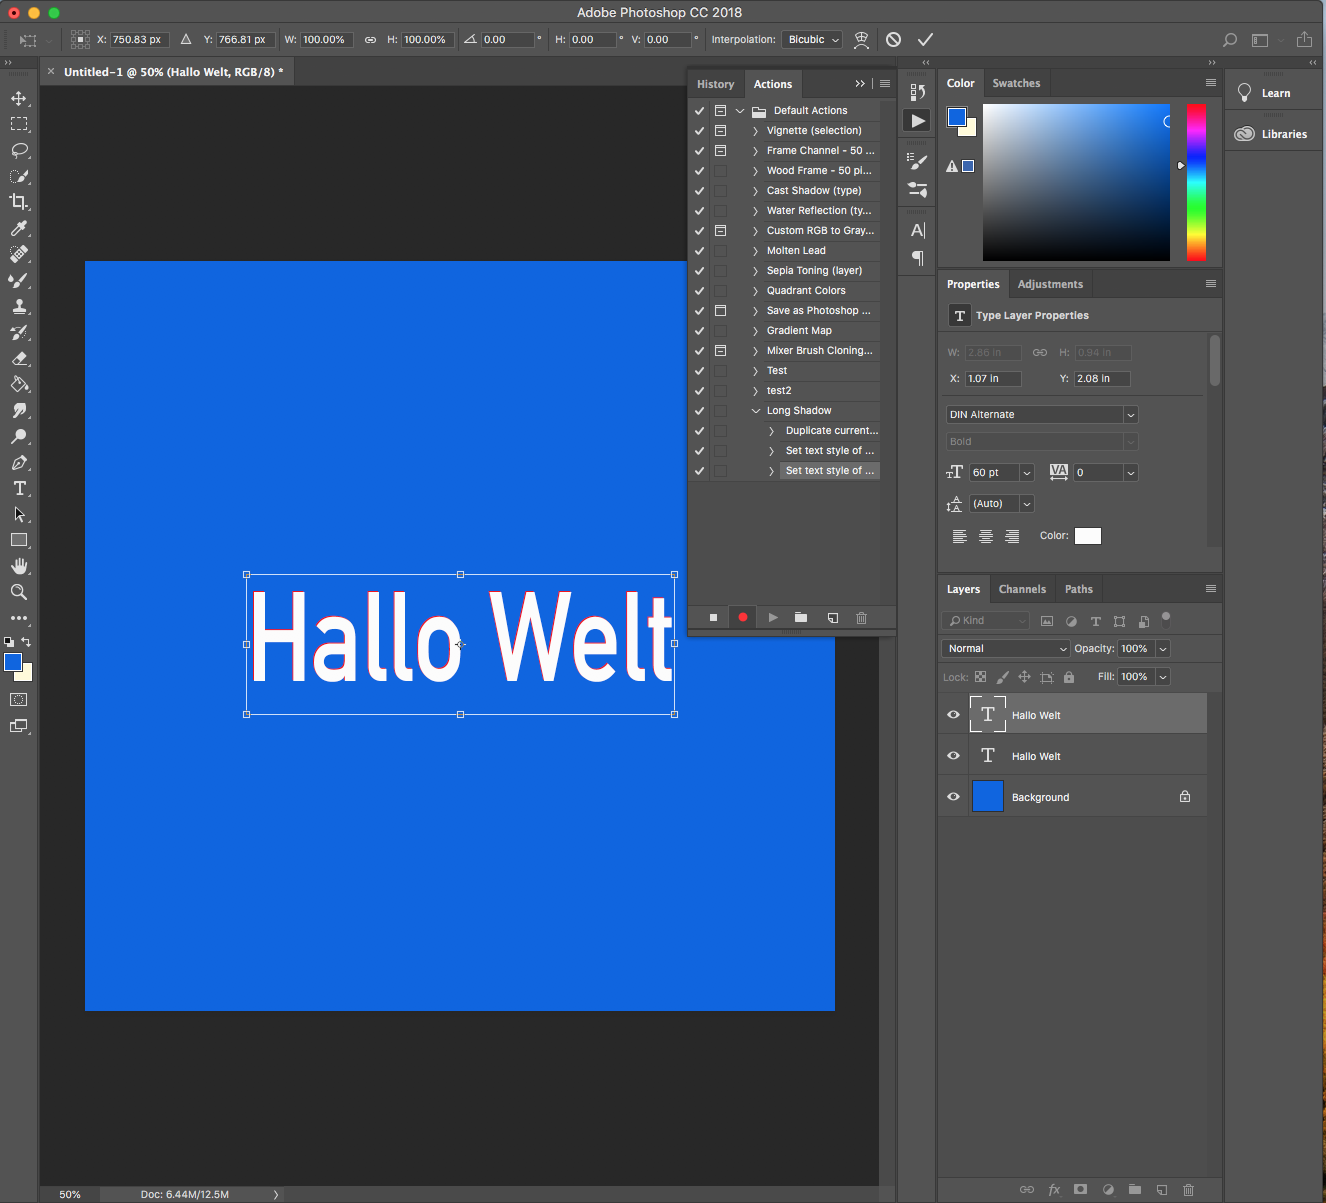 Adobe Photoshop CC 2018
X: 750.83 px Y: 766.81 px W: 100.00% H: 100.00% 0.00 ° H: 0.00 ° V: 0.00 ° Interpolation: Bicubic
Untitled-1 @ 50% (Hallo Welt, RGB/8) *
History Actions
Default Actions
Vignette (selection)
Frame Channel - 50 ...
Wood Frame - 50 pi...
Cast Shadow (type)
Water Reflection (ty...
Custom RGB to Gray...
Molten Lead
Sepia Toning (layer)
Quadrant Colors
Save as Photoshop ...
Gradient Map
Mixer Brush Cloning...
Test
test2
Long Shadow
Duplicate current...
Set text style of ...
Set text style of ...
Hallo Welt
Color Swatches
Learn
Libraries
Properties Adjustments
T Type Layer Properties
W: 2.86 in H: 0.94 in
X: 1.07 in Y: 2.08 in
DIN Alternate
Bold
60 pt VA 0
(Auto)
Color:
Layers Channels Paths
Kind
Normal Opacity: 100%
Lock: Fill: 100%
T Hallo Welt
T Hallo Welt
Background
fx
50% Doc: 6.44M/12.5M